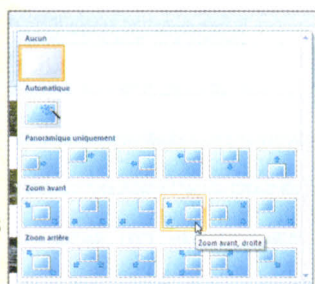 Aucun
Automatique
Panoramique uniquement
Zoom avant
Zoom avant, droite
Zoom arrière